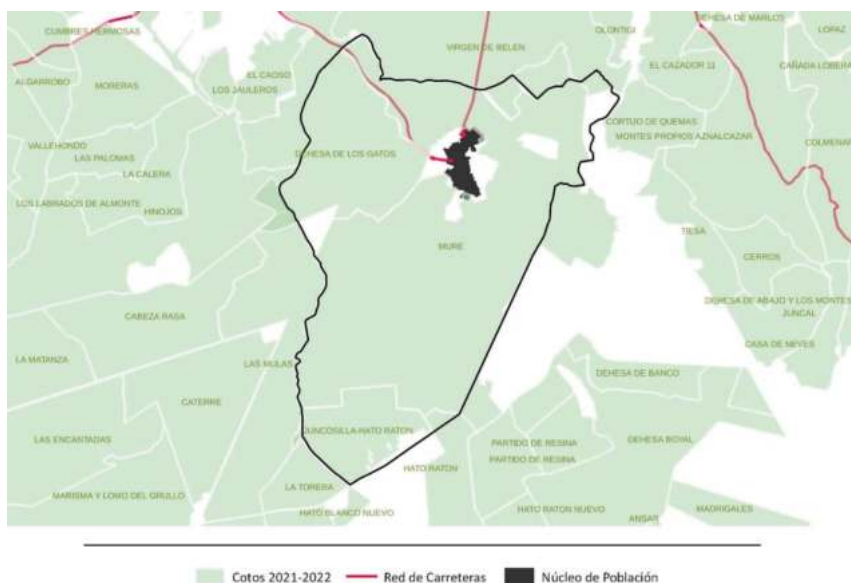 CUMBRES HERMOSAS
DEHESA DE MARLOS
VIRGEN DE BELEN
OLONTIGI
LOPAZ
EL CAOSO
EL CAZADOR 11
CAÑADA LOBERA
ALGARROBO
MORERAS
LOS JAULEROS
CORTIJO DE QUEMAS
MONTES PROPIOS AZNALCAZAR
COLMENAR
VALLEHONDO
DEHESA DE LOS GATOS
LAS PALOMAS
LA CALERA
LOS LABRADOS DE ALMONTE
HINOJOS
TIESA
MURE
CERROS
DEHESA DE ABAJO Y LOS MONTES
JUNCAL
CABEZA RASA
CASA DE NEVES
LA MATANZA
LAS MULAS
DEHESA DE BANCO
CATERRE
JUNCOSILLA-HATO RATON
LAS ENCANTADAS
PARTIDO DE RESINA
DEHESA BOYAL
PARTIDO DE RESINA
HATO RATON
LA TORERA
MARISMA Y LOMO DEL GRULLO
HATO BLANCO NUEVO
HATO RATON NUEVO
MADRIGALES
ANSAR
Cotos 2021-2022 Red de Carreteras Núcleo de Población